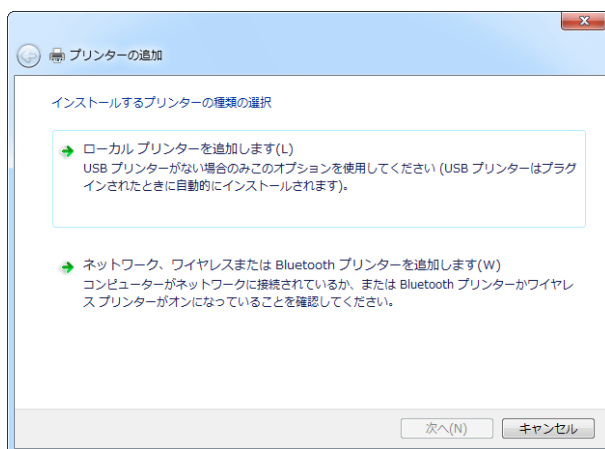 プリンターの追加
インストールするプリンターの種類の選択
ローカル プリンターを追加します(L)
USB プリンターがない場合のみこのオプションを使用してください (USB プリンターはプラグ
インされたときに自動的にインストールされます)。
ネットワーク、ワイヤレスまたは Bluetooth プリンターを追加します(W)
コンピューターがネットワークに接続されているか、または Bluetooth プリンターかワイヤレ
ス プリンターがオンになっていることを確認してください。
次へ(N)
キャンセル